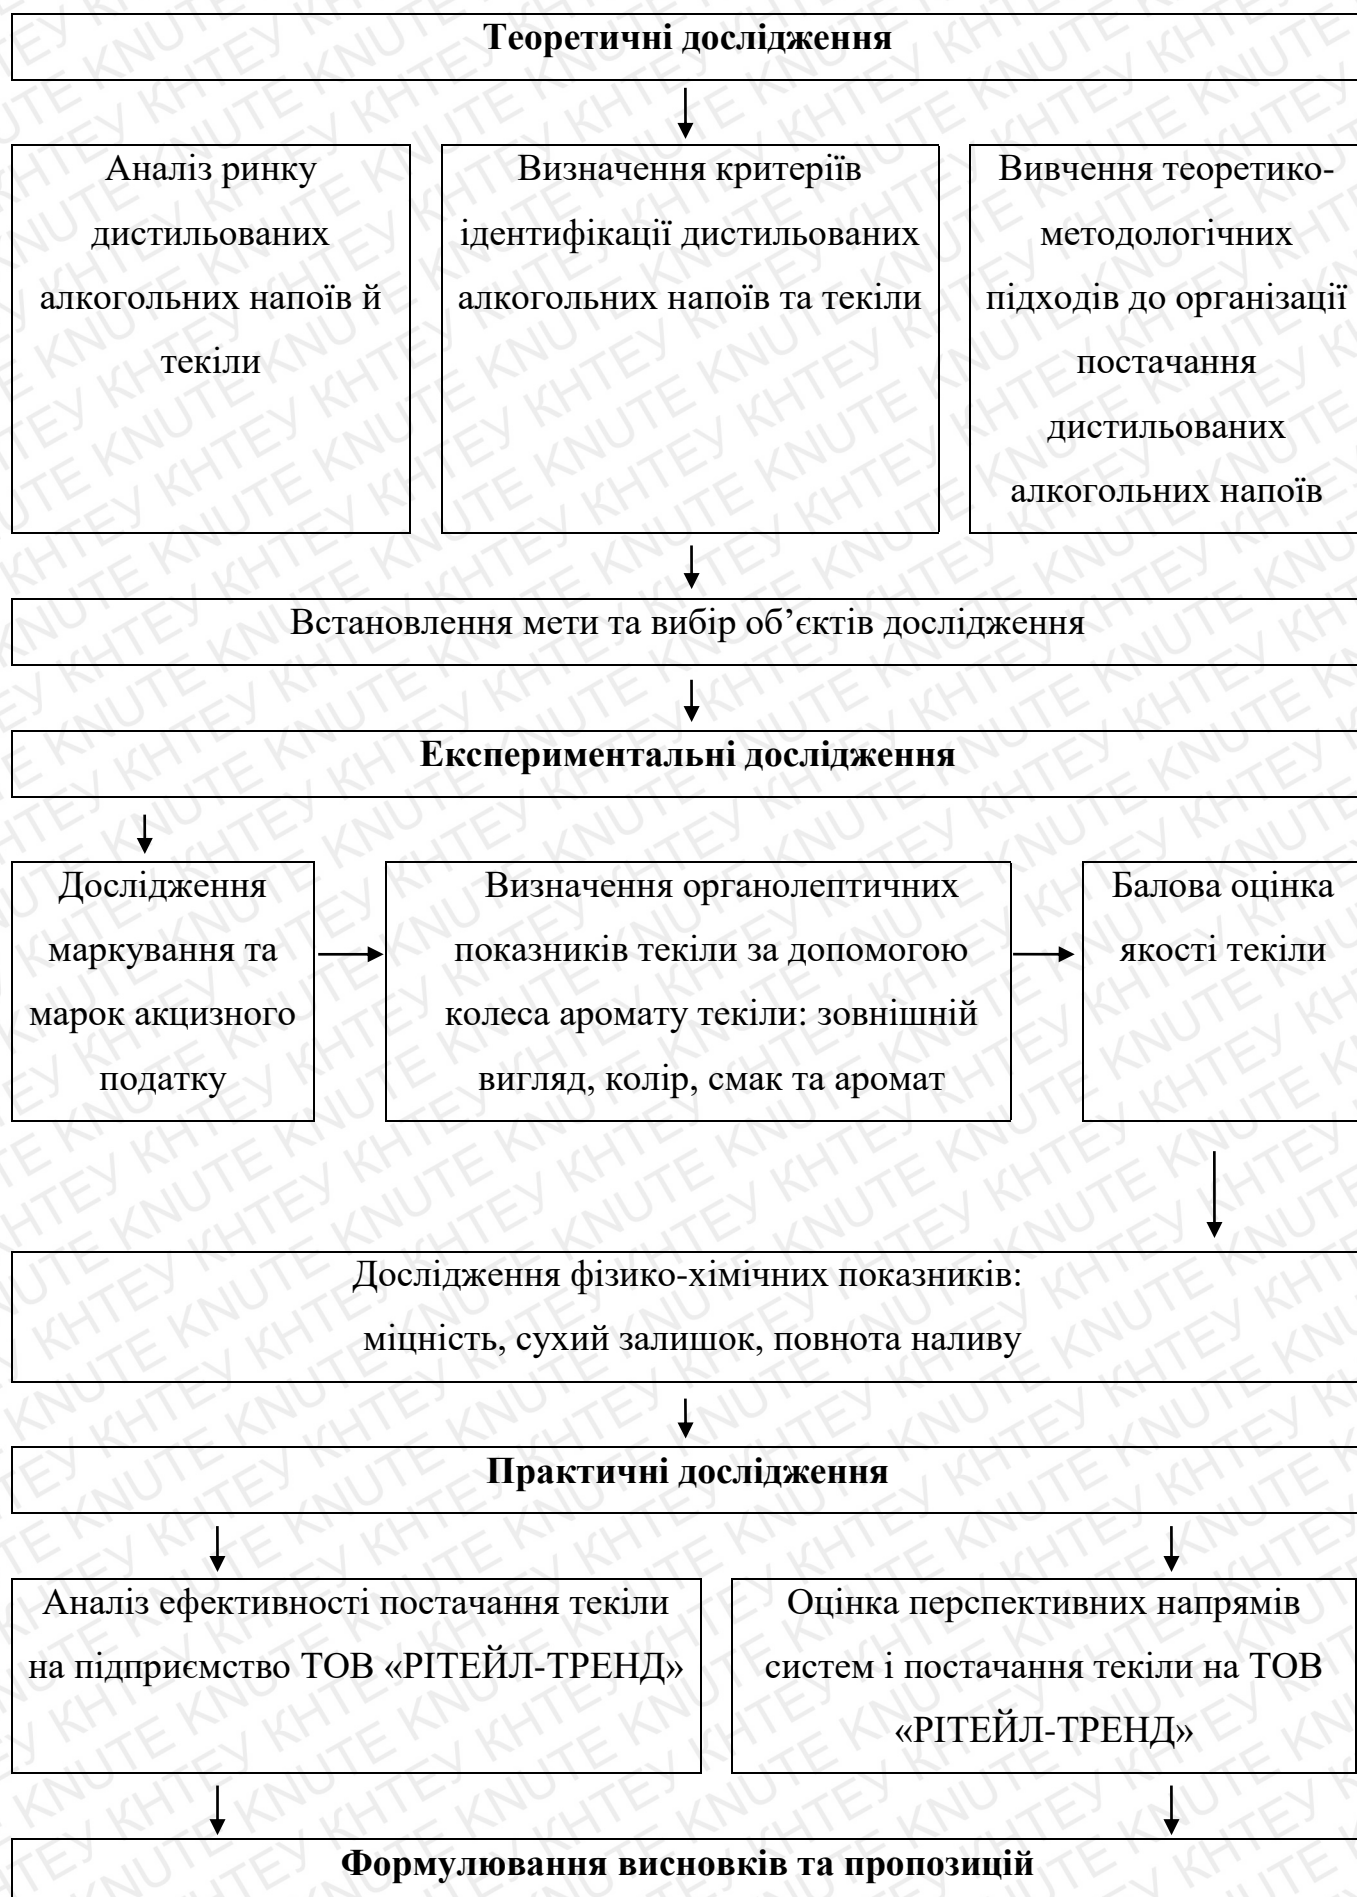 Теоретичні дослідження
Аналіз ринку
дистильованих
алкогольних напоїв й
текіли
Визначення критеріїв
ідентифікації дистильованих
алкогольних напоїв та текіли
Вивчення теоретико-
методологічних
підходів до організації
постачання
дистильованих
алкогольних напоїв
Встановлення мети та вибір об’єктів дослідження
Експериментальні дослідження
Дослідження
маркування та
марок акцизного
податку
Визначення органолептичних
показників текіли за допомогою
колеса аромату текіли: зовнішній
вигляд, колір, смак та аромат
Балова оцінка
якості текіли
Дослідження фізико-хімічних показників:
міцність, сухий залишок, повнота наливу
Практичні дослідження
Аналіз ефективності постачання текіли
на підприємство ТОВ «РІТЕЙЛ-ТРЕНД»
Оцінка перспективних напрямів
систем і постачання текіли на ТОВ
«РІТЕЙЛ-ТРЕНД»
Формулювання висновків та пропозицій